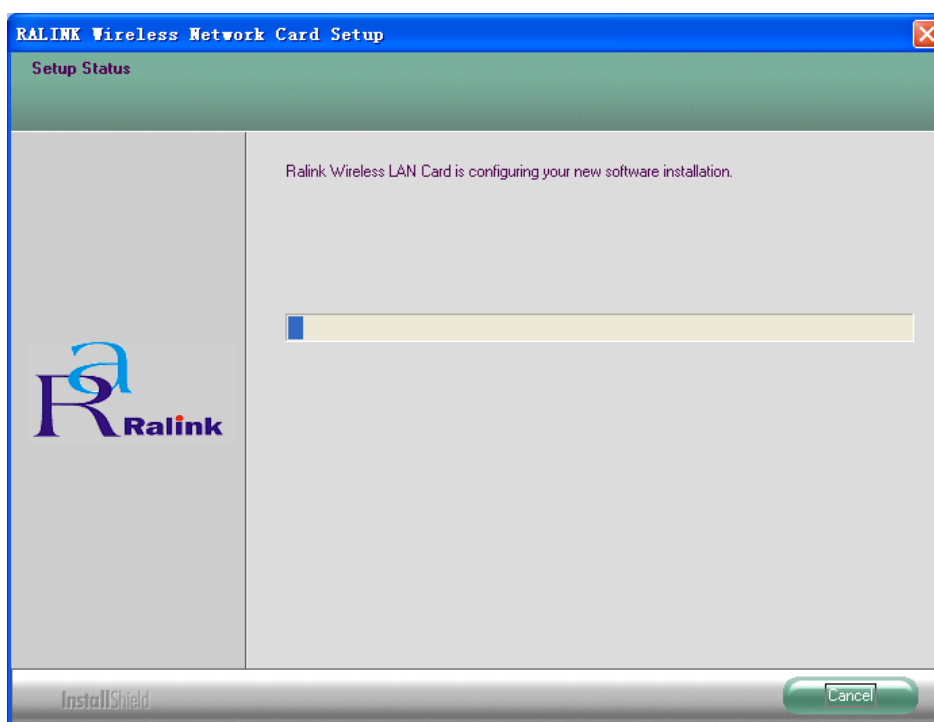 RALINK Wireless Network Card Setup
Setup Status
Ralink Wireless LAN Card is configuring your new software installation.
Ra
Ralink
InstallShield
Cancel